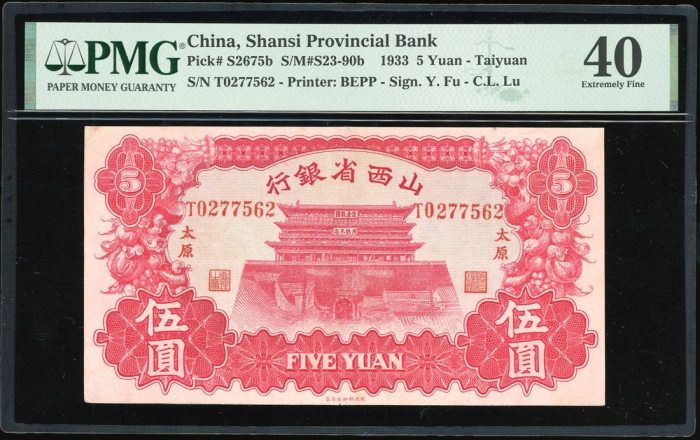 PMG
PAPER MONEY GUARANTY
China, Shansi Provincial Bank
Pick# S2675b S/M#S23-90b 1933 5 Yuan - Taiyuan
S/N T0277562 - Printer: BEPP - Sign. Y. Fu - C.L. Lu
40
Extremely Fine
行銀省西山
5
5
T0277562
T0277562
太原
太原
伍圓
伍圓
FIVE YUAN